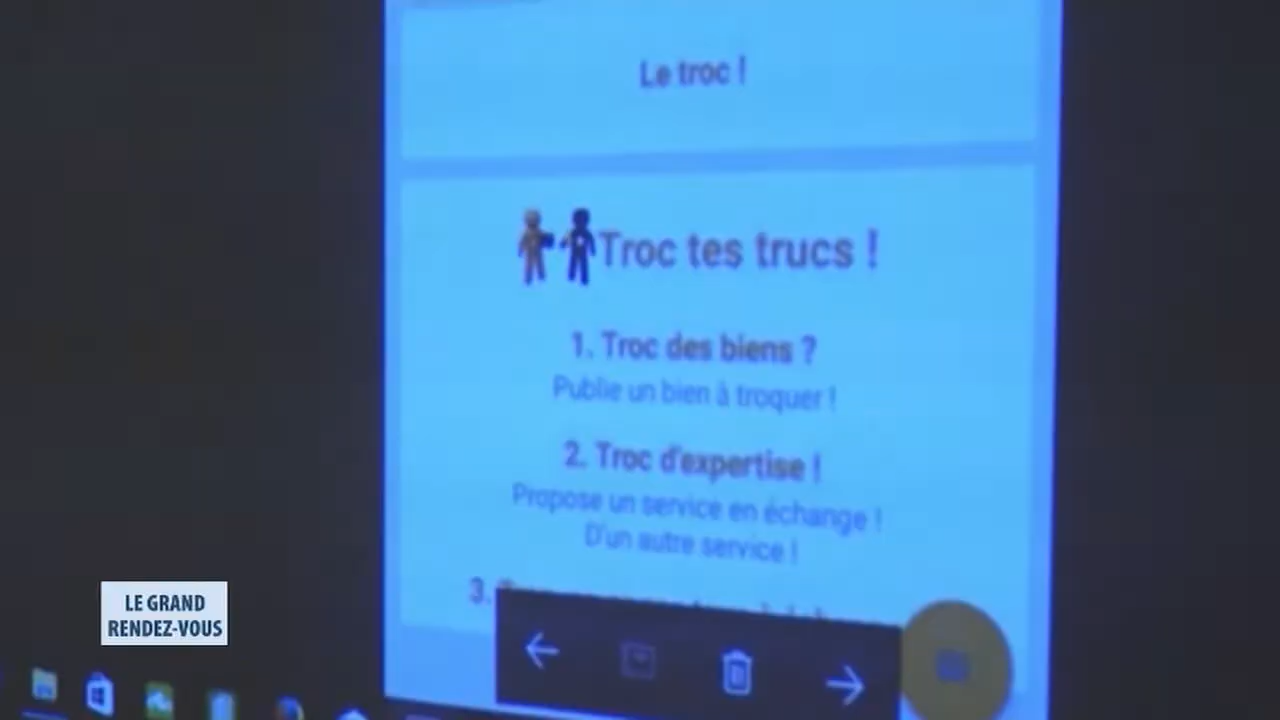 Le troc !
Troc tes trucs !
1. Troc des biens ?
Publie un bien à troquer !
2. Troc d'expertise !
Propose un service en échange !
D'un autre service !
3.
LE GRAND
RENDEZ-VOUS